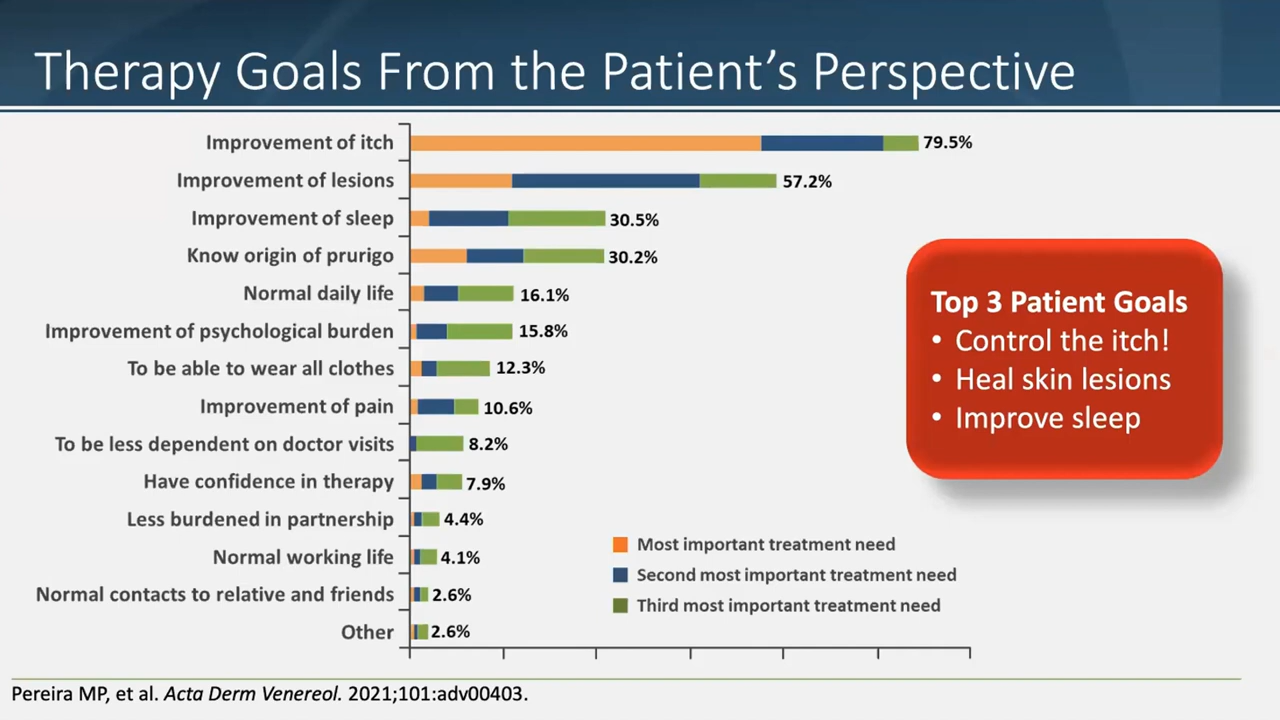 Therapy Goals From the Patient's Perspective
Improvement of itch 79.5%
Improvement of lesions 57.2%
Improvement of sleep 30.5%
Know origin of prurigo 30.2%
Normal daily life 16.1%
Improvement of psychological burden 15.8%
To be able to wear all clothes 12.3%
Improvement of pain 10.6%
To be less dependent on doctor visits 8.2%
Have confidence in therapy 7.9%
Less burdened in partnership 4.4%
Normal working life 4.1%
Normal contacts to relative and friends 2.6%
Other 2.6%
Top 3 Patient Goals
• Control the itch!
• Heal skin lesions
• Improve sleep
Most important treatment need
Second most important treatment need
Third most important treatment need
Pereira MP, et al. Acta Derm Venereol. 2021;101:adv00403.